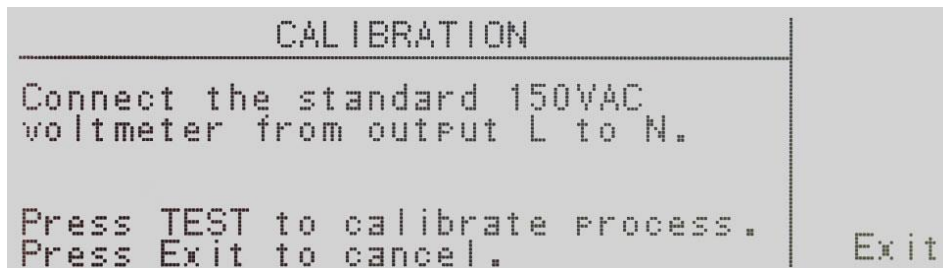 CALIBRATION
Connect the standard 150VAC
voltmeter from output L to N.
Press TEST to calibrate process.
Press Exit to cancel.
Exit